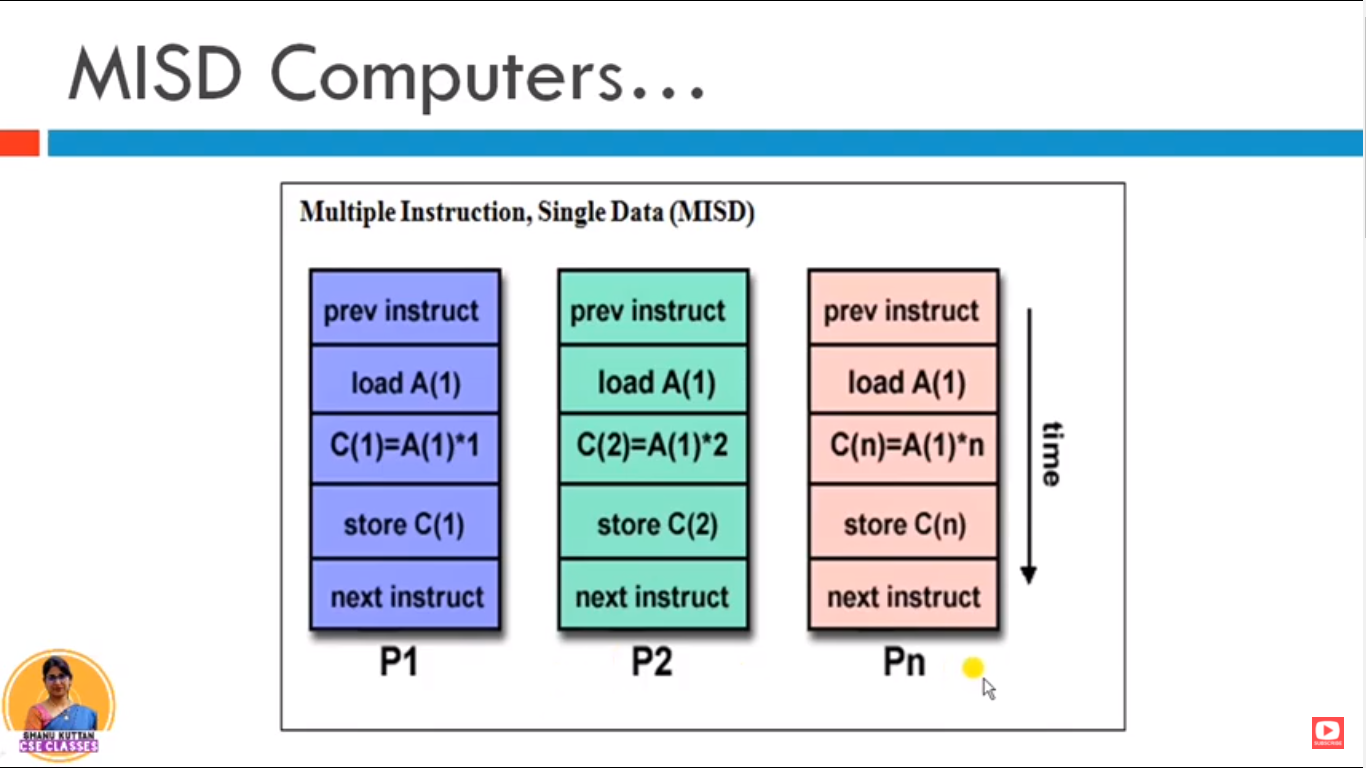 MISD Computers...
Multiple Instruction, Single Data (MISD)
prev instruct
load A(1)
C(1)=A(1)*1
store C(1)
next instruct
P1
prev instruct
load A(1)
C(2)=A(1)*2
store C(2)
next instruct
P2
prev instruct
load A(1)
C(n)=A(1)*n
store C(n)
next instruct
Pn
time
SHANU KUTTAN
CSE CLASSES
SUBSCRIBE